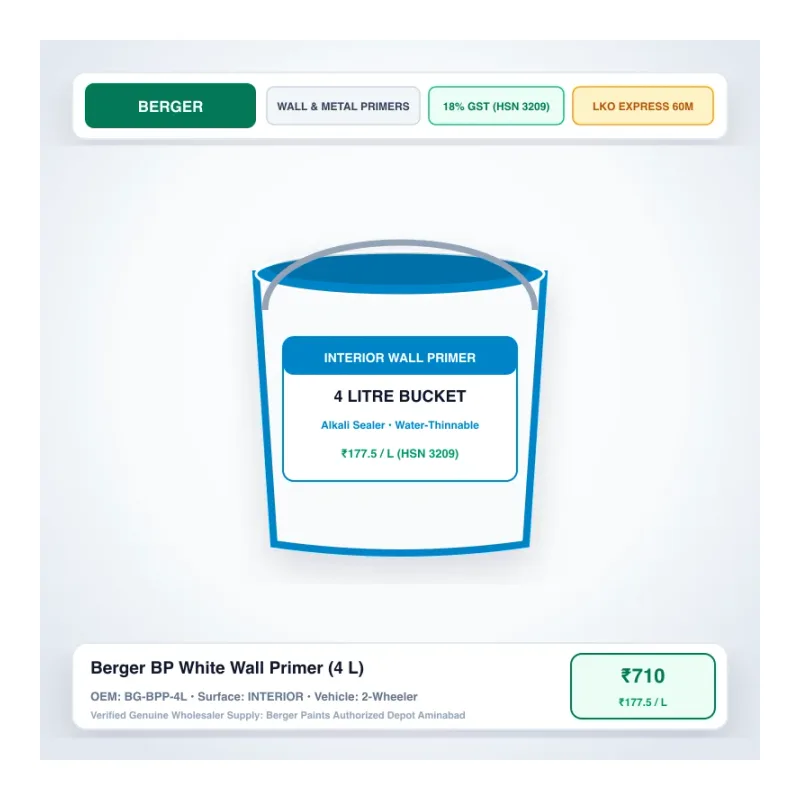 BERGER
WALL & METAL PRIMERS
18% GST (HSN 3209)
LKO EXPRESS 60M
INTERIOR WALL PRIMER
4 LITRE BUCKET
Alkali Sealer • Water-Thinnable
₹177.5 / L (HSN 3209)
Berger BP White Wall Primer (4 L)
OEM: BG-BPP-4L • Surface: INTERIOR • Vehicle: 2-Wheeler
Verified Genuine Wholesaler Supply: Berger Paints Authorized Depot Aminabad
₹710
₹177.5 / L